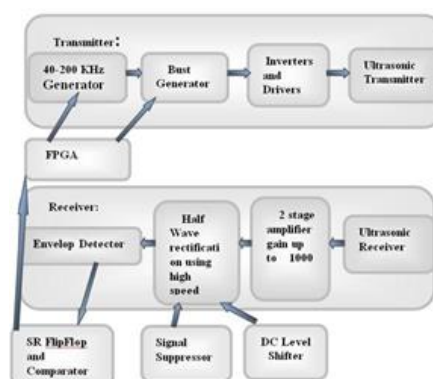 Transmitter:
40-200 KHz
Generator
Bust
Generator
Inverters
and
Drivers
Ultrasonic
Transmitter
FPGA
Receiver:
Envelop Detector
Half
Wave
rectificati
on using
high
speed
2 stage
amplifier
gain up
to 1000
Ultrasonic
Receiver
SR FlipFlop
and
Comparator
Signal
Suppressor
DC Level
Shifter